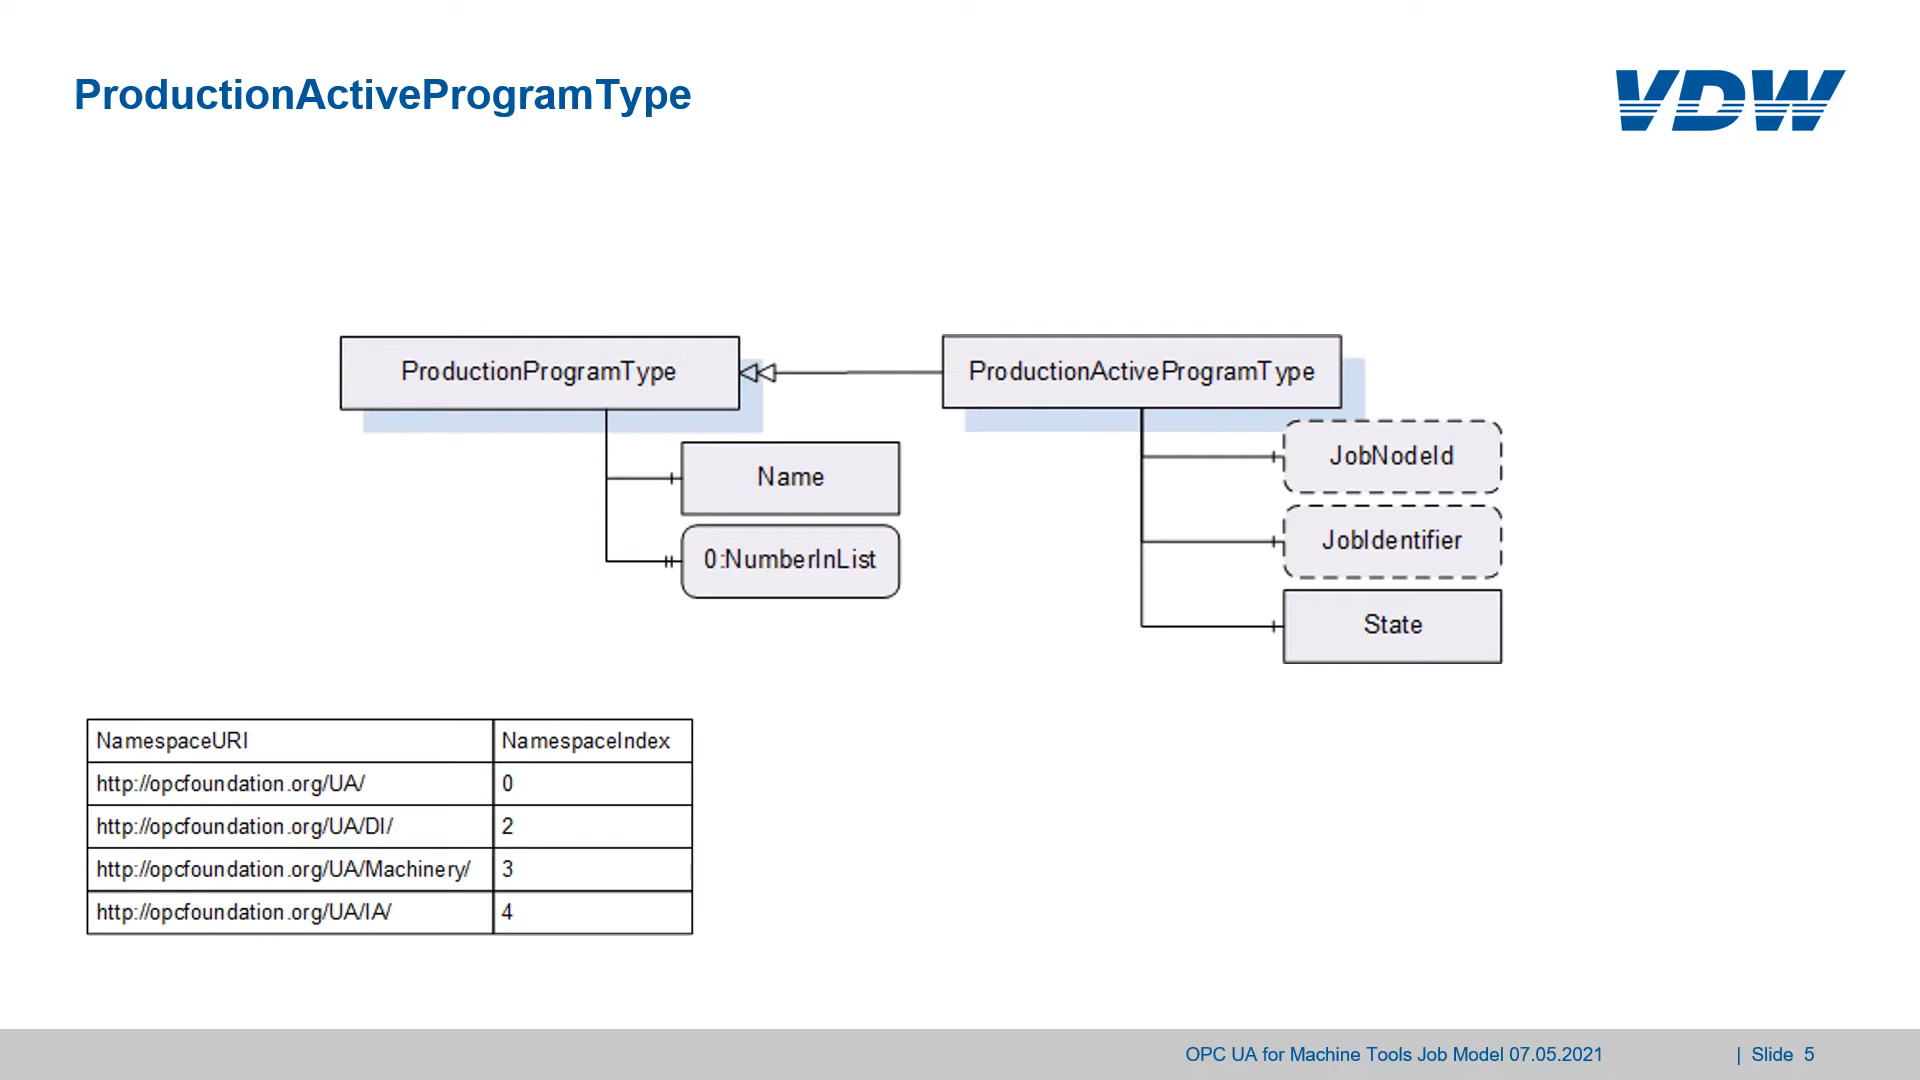 ProductionActiveProgramType
VDW
ProductionProgramType
ProductionActiveProgramType
Name
0:NumberInList
JobNodeId
JobIdentifier
State
NamespaceURI NamespaceIndex
http://opcfoundation.org/UA/ 0
http://opcfoundation.org/UA/DI/ 2
http://opcfoundation.org/UA/Machinery/ 3
http://opcfoundation.org/UA/IA/ 4
OPC UA for Machine Tools Job Model 07.05.2021 | Slide 5